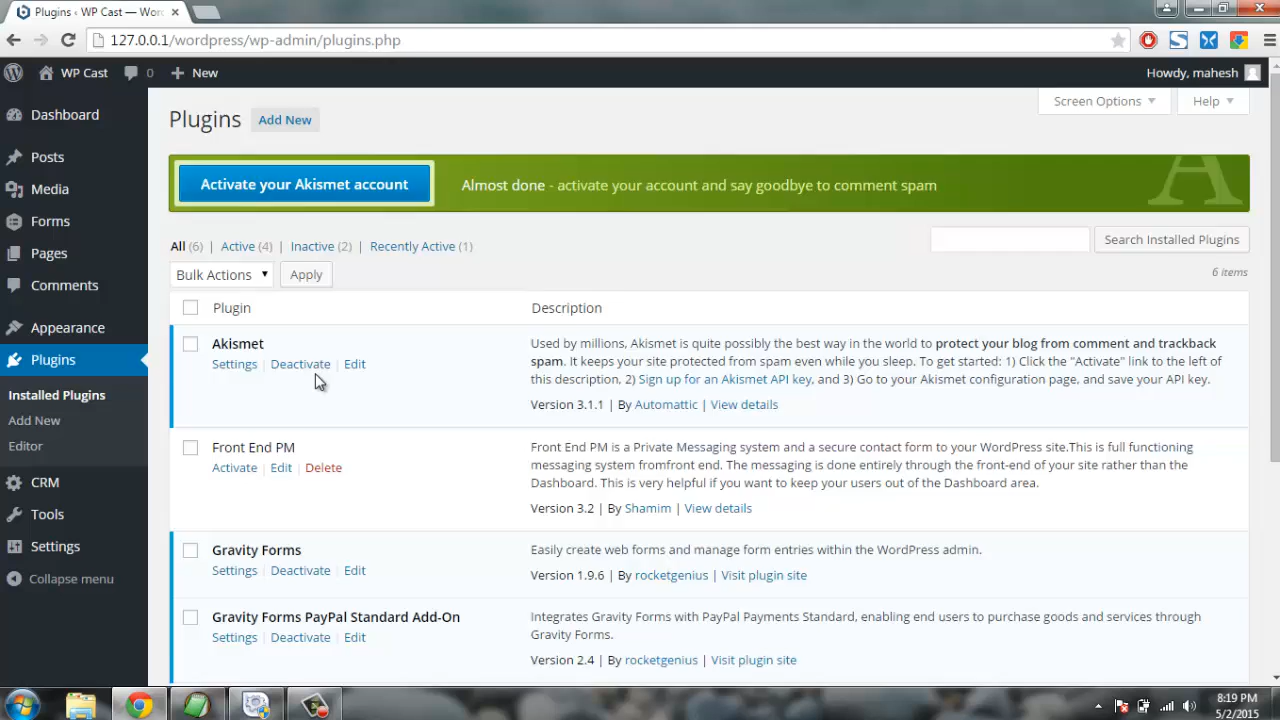 Plugins ‹ WP Cast — Wor
127.0.0.1/wordpress/wp-admin/plugins.php
WP Cast 0 New Howdy, mahesh
Dashboard
Posts
Media
Forms
Pages
Comments
Appearance
Plugins
Installed Plugins
Add New
Editor
CRM
Tools
Settings
Collapse menu
Screen Options Help
Plugins Add New
Activate your Akismet account Almost done - activate your account and say goodbye to comment spam
All (6) | Active (4) | Inactive (2) | Recently Active (1)
Search Installed Plugins
Bulk Actions Apply
6 items
Plugin Description
Akismet
Settings | Deactivate | Edit
Used by millions, Akismet is quite possibly the best way in the world to protect your blog from comment and trackback
spam. It keeps your site protected from spam even while you sleep. To get started: 1) Click the "Activate" link to the left of
this description, 2) Sign up for an Akismet API key, and 3) Go to your Akismet configuration page, and save your API key.
Version 3.1.1 | By Automattic | View details
Front End PM
Activate | Edit | Delete
Front End PM is a Private Messaging system and a secure contact form to your WordPress site.This is full functioning
messaging system fromfront end. The messaging is done entirely through the front-end of your site rather than the
Dashboard. This is very helpful if you want to keep your users out of the Dashboard area.
Version 3.2 | By Shamim | View details
Gravity Forms
Settings | Deactivate | Edit
Easily create web forms and manage form entries within the WordPress admin.
Version 1.9.6 | By rocketgenius | Visit plugin site
Gravity Forms PayPal Standard Add-On
Settings | Deactivate | Edit
Integrates Gravity Forms with PayPal Payments Standard, enabling end users to purchase goods and services through
Gravity Forms.
Version 2.4 | By rocketgenius | Visit plugin site
8:19 PM
5/2/2015